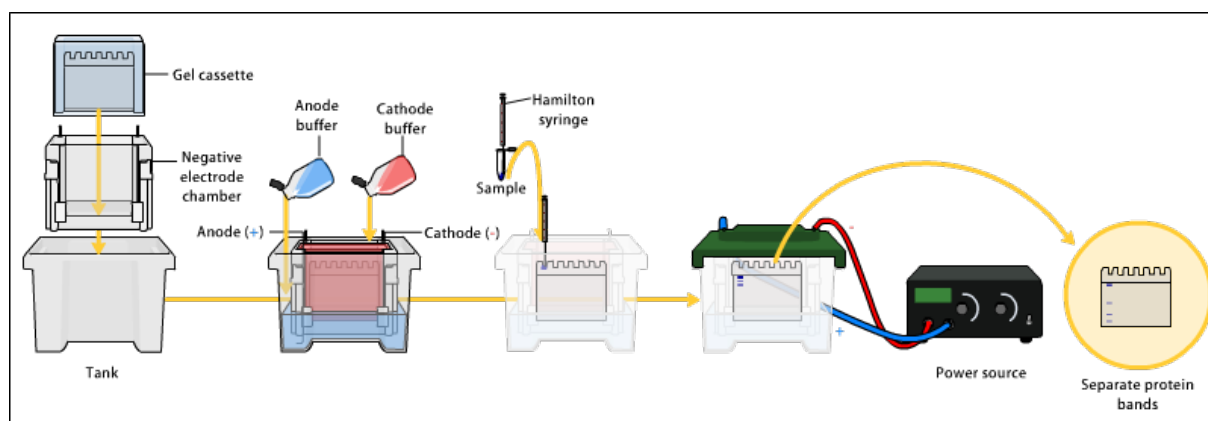 Gel cassette
Negative
electrode
chamber
Tank
Anode
buffer
Cathode
buffer
Anode (+)
Cathode (-)
Hamilton
syringe
Sample
-
+
Power source
Separate protein
bands